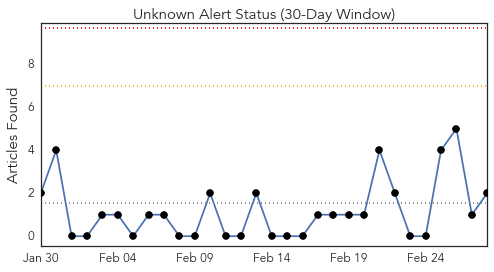 Unknown Alert Status (30-Day Window)
Articles Found
8
6
4
2
0
Jan 30 Feb 04 Feb 09 Feb 14 Feb 19 Feb 24